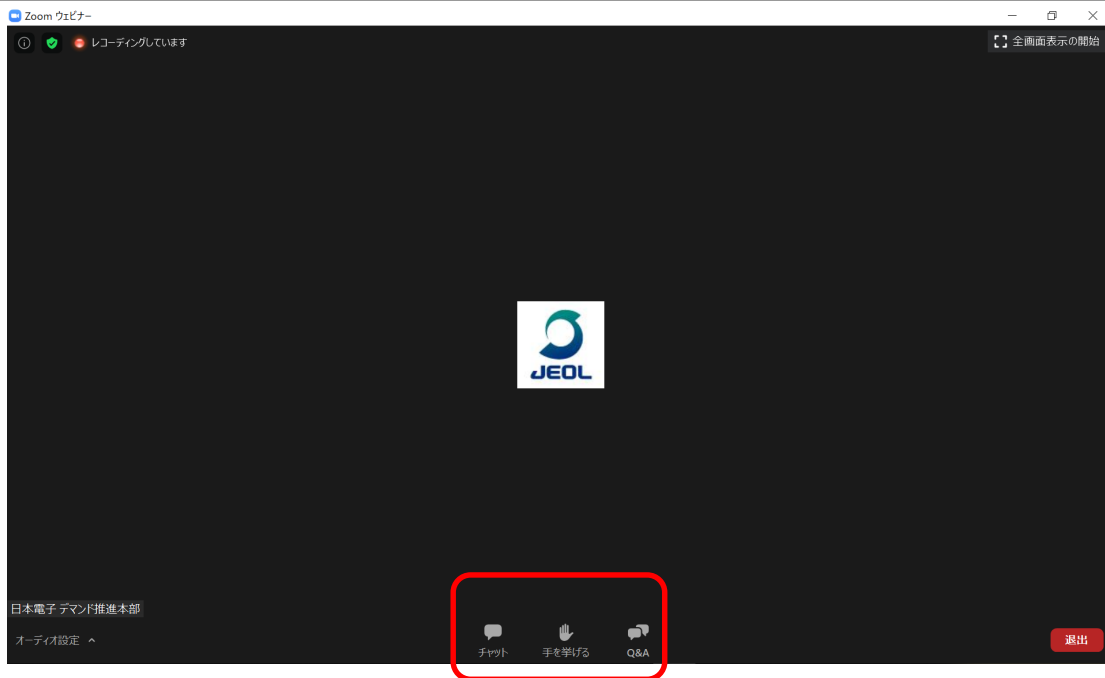 Zoom ウェビナー
レコーディングしています
全画面表示の開始
JEOL
日本電子 デマンド推進本部
オーディオ設定
チャット
手を挙げる
Q&A
退出